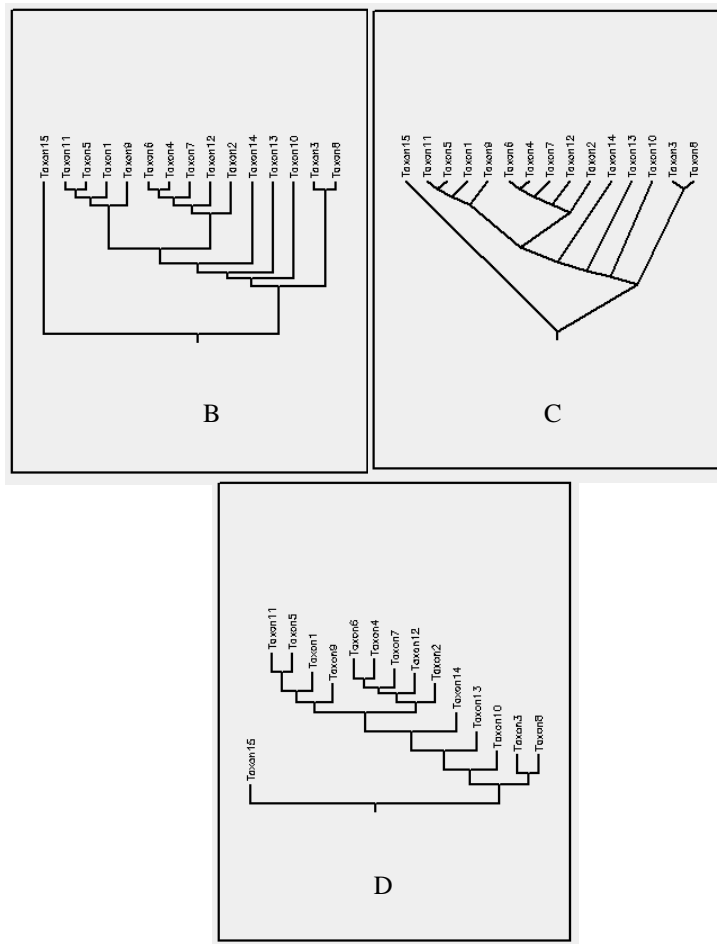 Taxon15
Taxon11
Taxon5
Taxon1
Taxon9
Taxon6
Taxon4
Taxon7
Taxon12
Taxon2
Taxon14
Taxon13
Taxon10
Taxon3
Taxon8
B
Taxon15
Taxon11
Taxon5
Taxon1
Taxon9
Taxon6
Taxon4
Taxon7
Taxon12
Taxon2
Taxon14
Taxon13
Taxon10
Taxon3
Taxon8
C
Taxon15
Taxon11
Taxon5
Taxon1
Taxon9
Taxon6
Taxon4
Taxon7
Taxon12
Taxon2
Taxon14
Taxon13
Taxon10
Taxon3
Taxon8
D